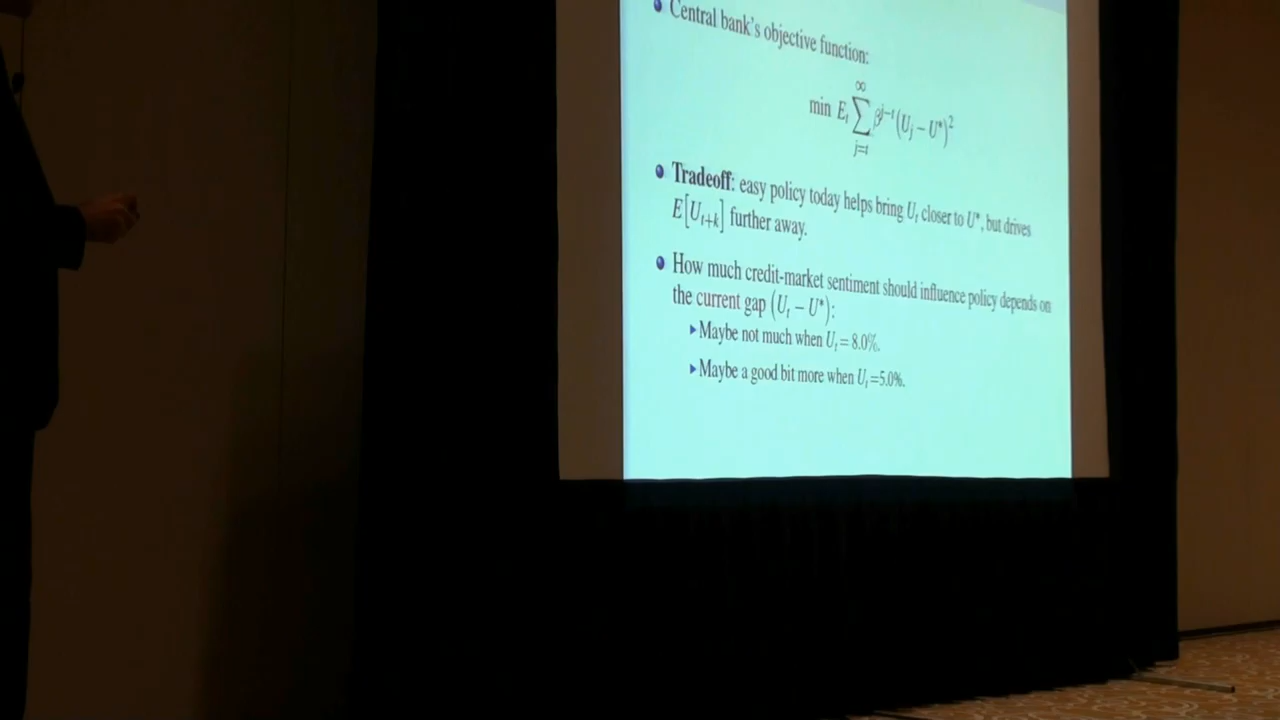 Central bank's objective function:
min E_t ∑_{j=t}^{∞} β^{j−t}(U_j − U*)²
Tradeoff: easy policy today helps bring U_t closer to U*, but drives
E[U_{t+k}] further away.
How much credit-market sentiment should influence policy depends on
the current gap (U_t − U*):
Maybe not much when U_t = 8.0%.
Maybe a good bit more when U_t =5.0%.